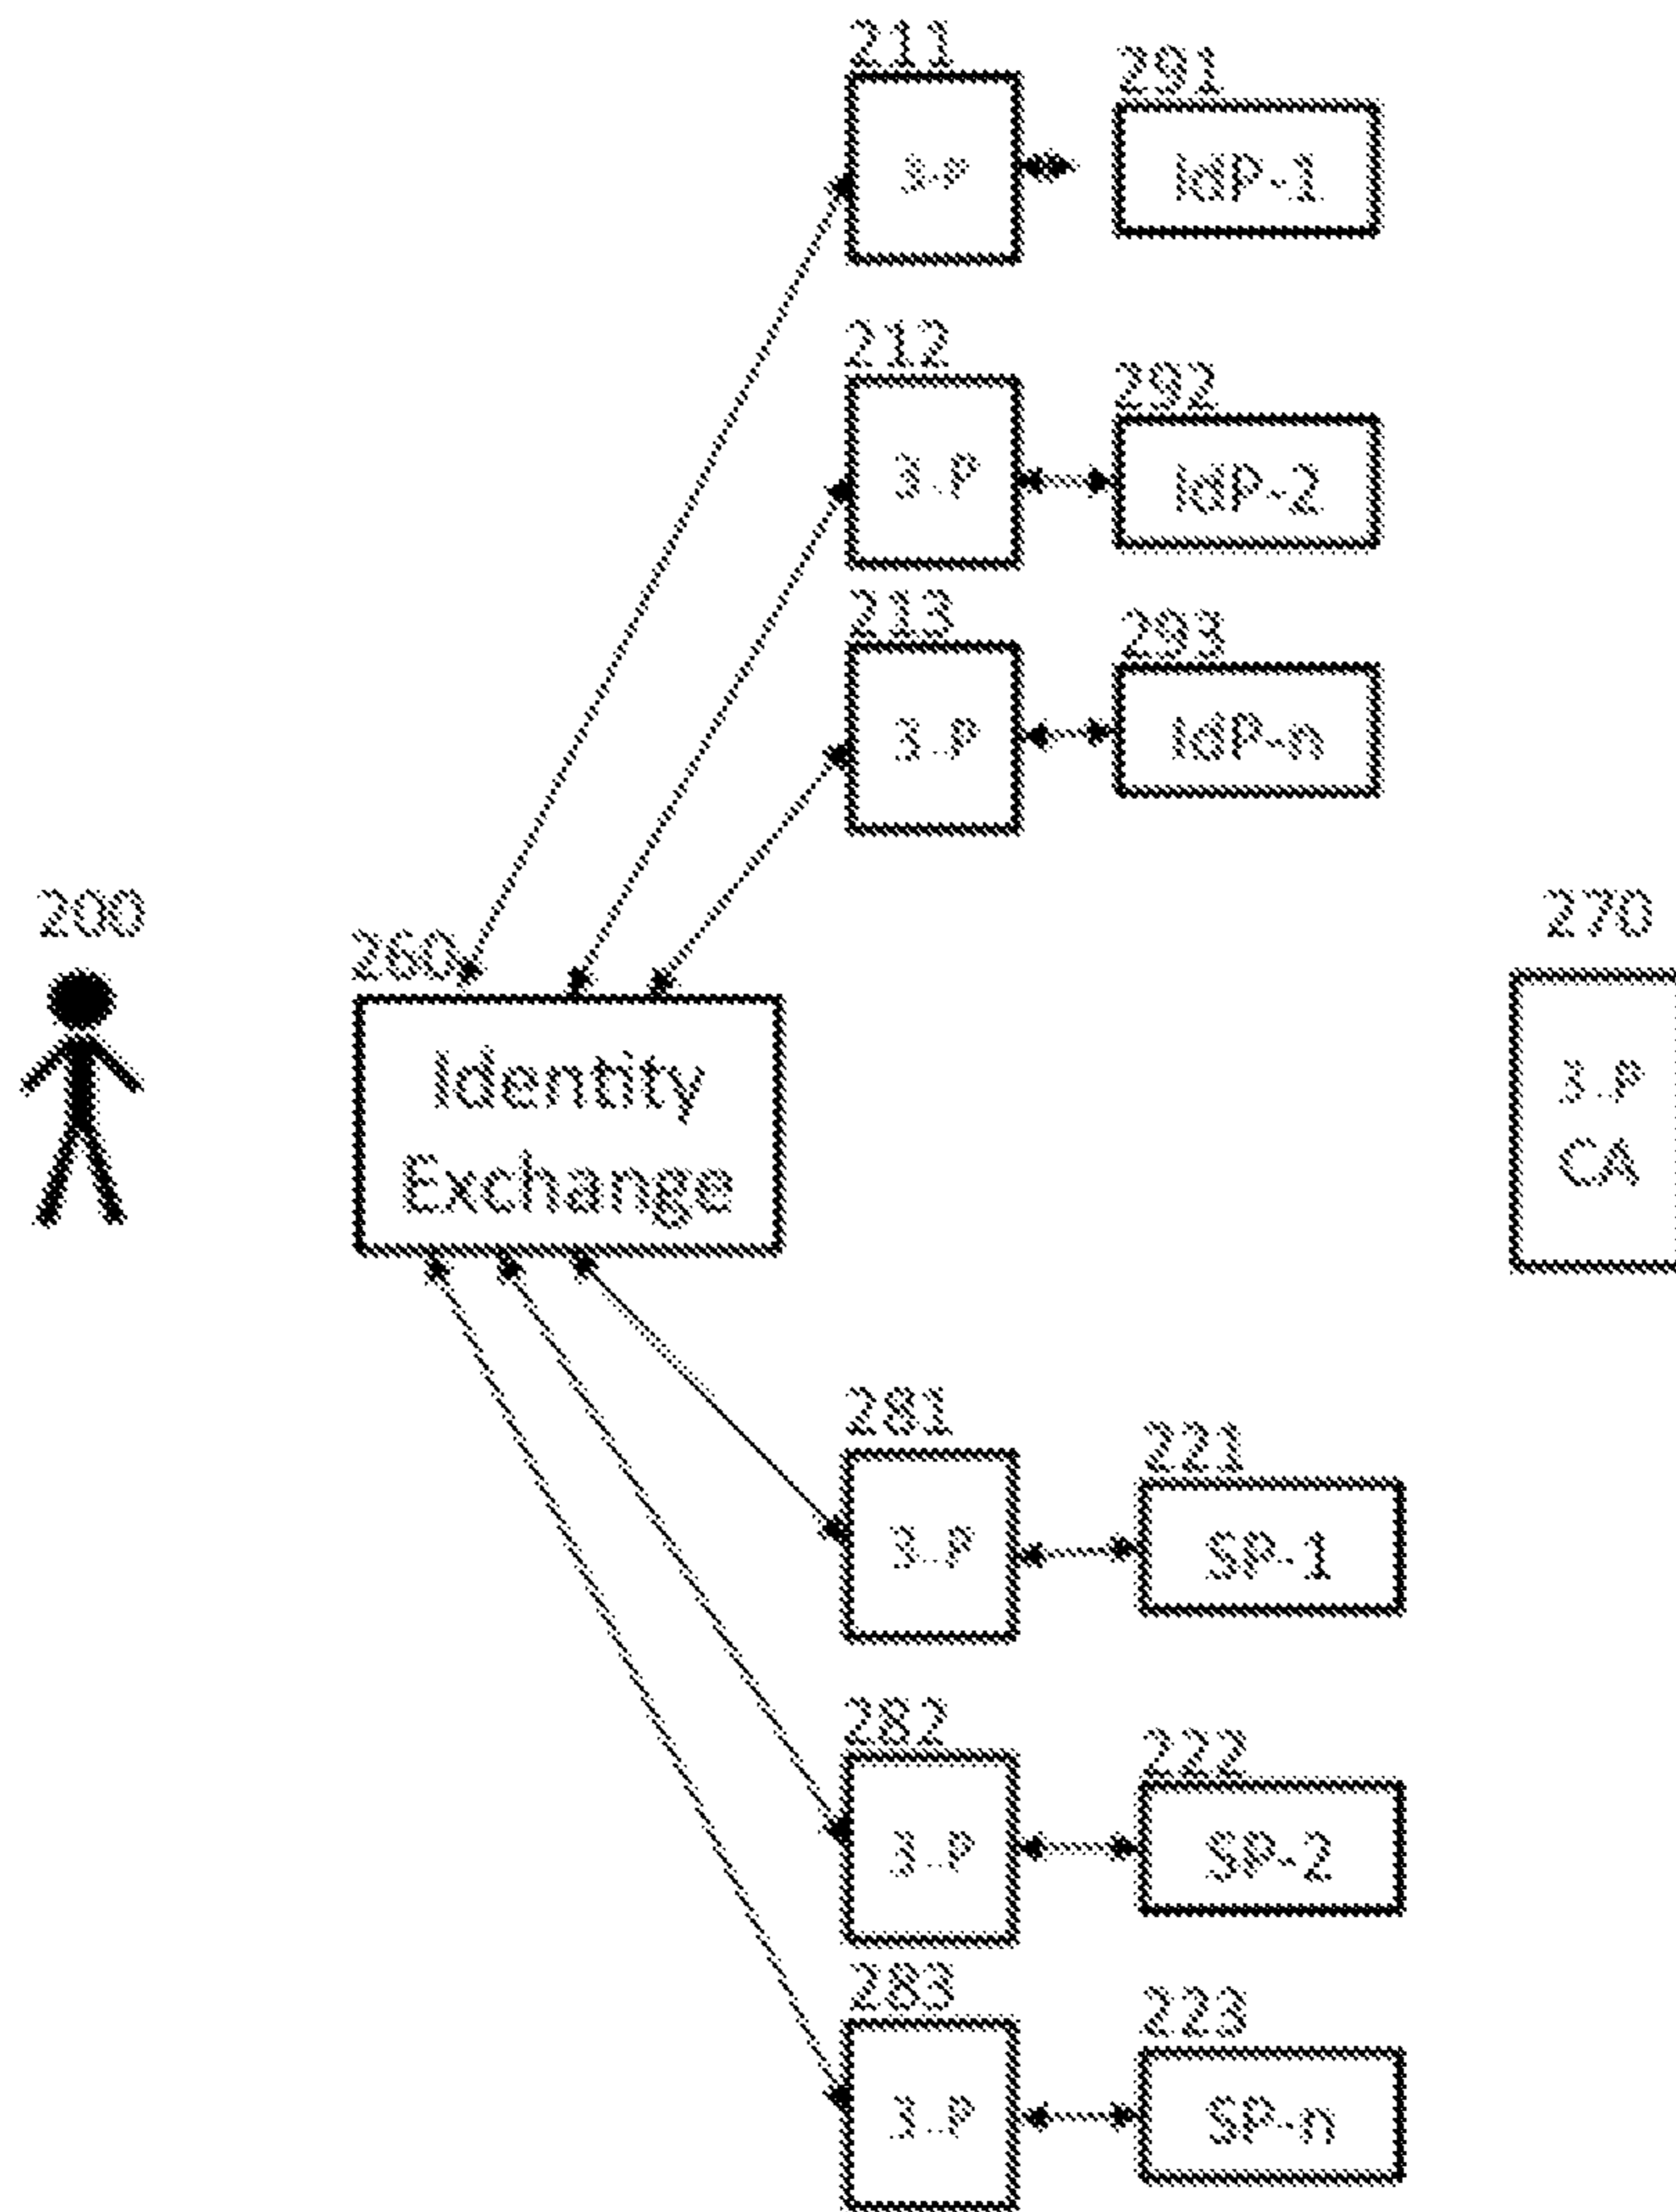 211
291
3.P
IdP-1
212
292
3.P
IdP-2
213
293
3.P
IdP-n
200
260
270
Identity
Exchange
3.P
CA
281
221
3.P
SP-1
282
222
3.P
SP-2
283
223
3.P
SP-n